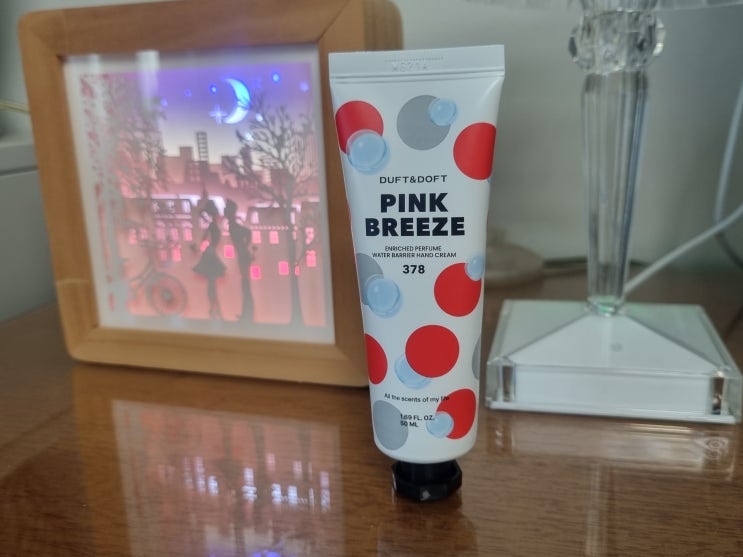 DUFT&DOFT
PINK
BREEZE
ENRICHED PERFUME
WATER BARRIER HAND CREAM
378
All the scents of my life
1.69 FL. OZ.
50 ML